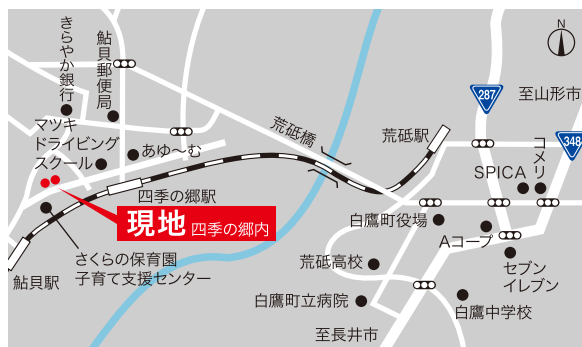 きらやか銀行
鮎貝郵便局
マツキ
ドライビング
スクール
あゆ〜む
荒砥橋
荒砥駅
N
287
至山形市
348
コメリ
SPICA
四季の郷駅
現地 四季の郷内
さくらの保育園
子育て支援センター
鮎貝駅
白鷹町役場
Aコープ
荒砥高校
セブン
イレブン
白鷹町立病院
白鷹中学校
至長井市